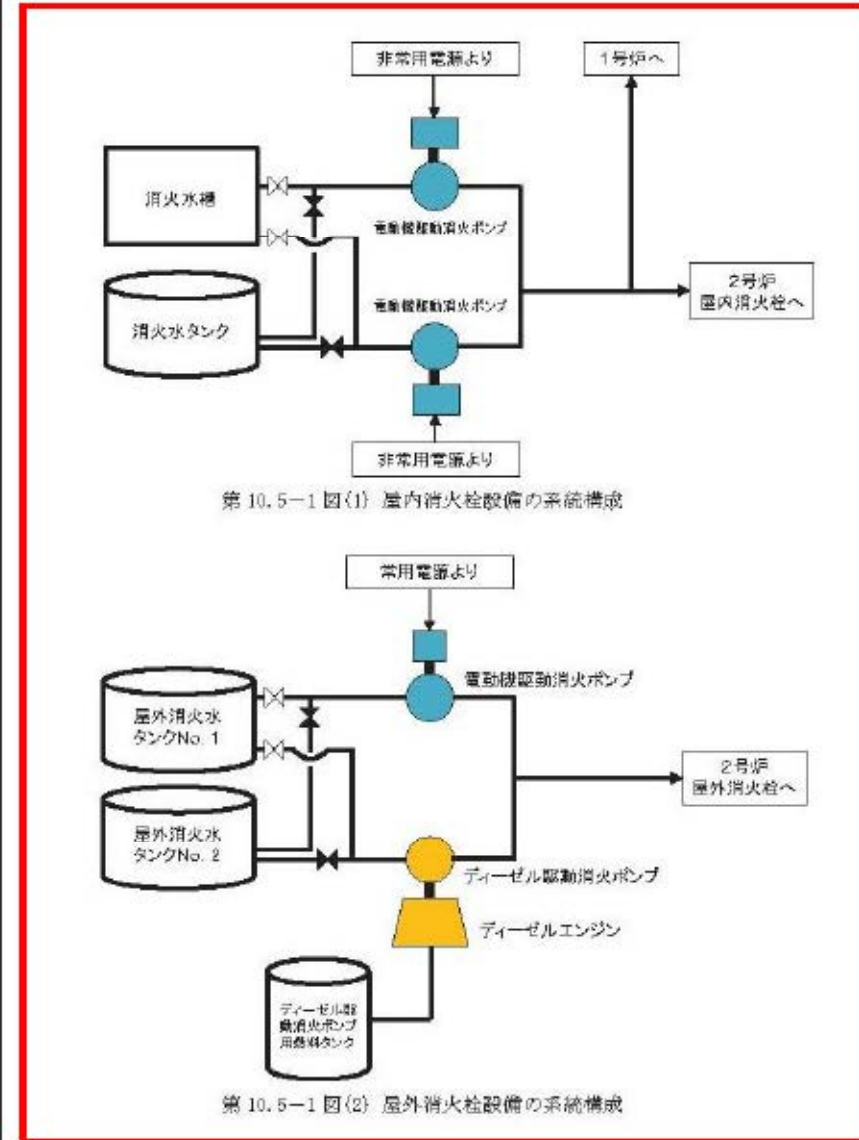 非常用電源より
1号炉へ
消火水槽
電動機駆動消火ポンプ
2号炉
屋内消火栓へ
電動機駆動消火ポンプ
消火水タンク
非常用電源より
第 10.5-1 図(1) 屋内消火栓設備の系統構成
常用電源より
電動機駆動消火ポンプ
屋外消火水
タンクNo.1
2号炉
屋外消火栓へ
屋外消火水
タンクNo.2
ディーゼル駆動消火ポンプ
ディーゼルエンジン
ディーゼル駆
動消火ポンプ
用燃料タンク
第 10.5-1 図(2) 屋外消火栓設備の系統構成